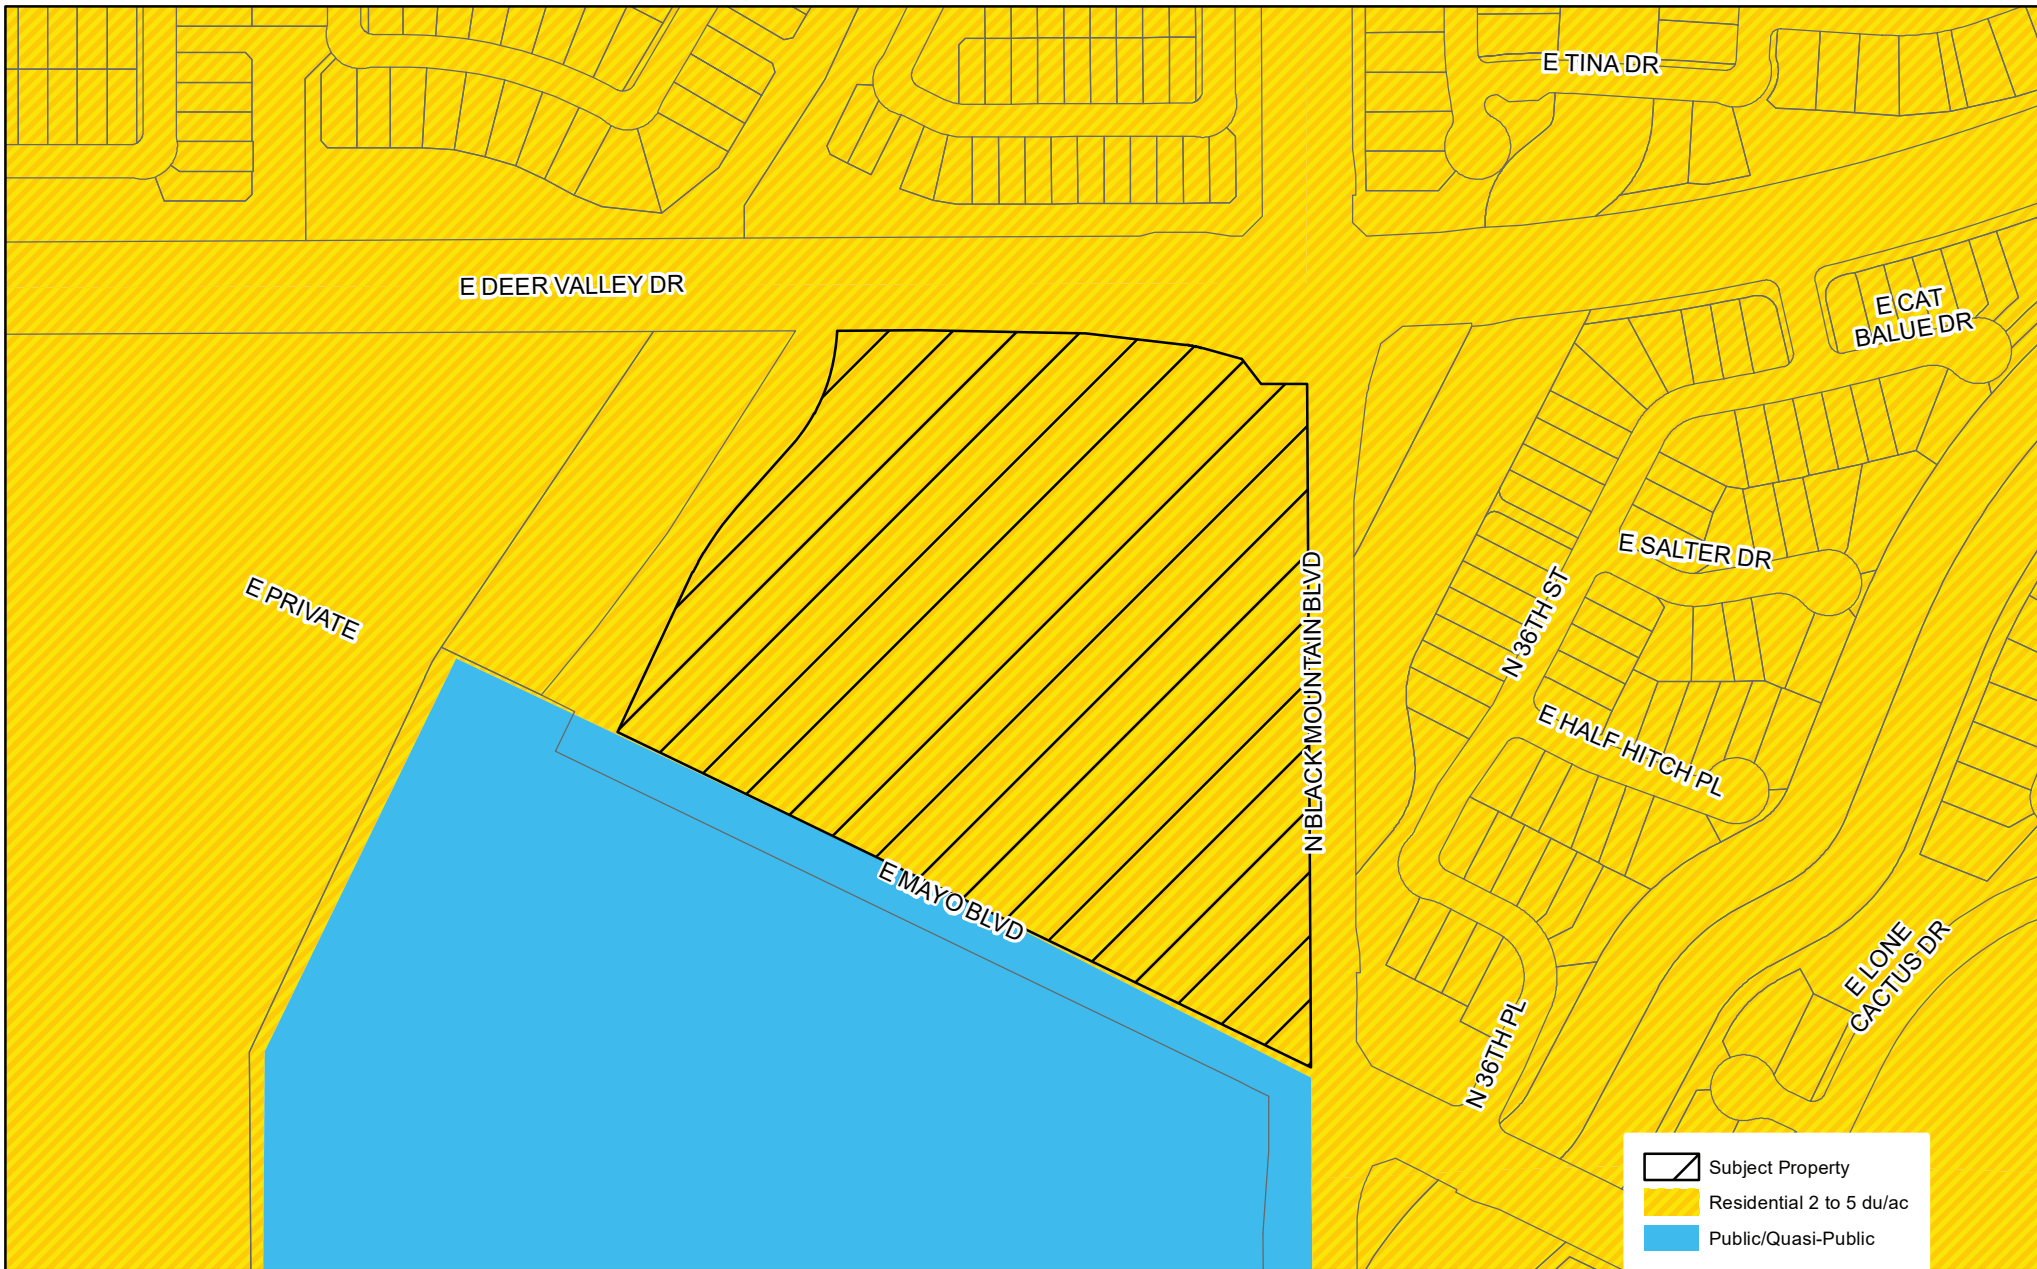 E TINA DR
E DEER VALLEY DR
E CAT
BALUE DR
E SALTER DR
E PRIVATE
N 36TH ST
N BLACK MOUNTAIN BLVD
E HALF HITCH PL
E MAYO BLVD
E LONE
CACTUS DR
N 36TH PL
Subject Property
Residential 2 to 5 du/ac
Public/Quasi-Public